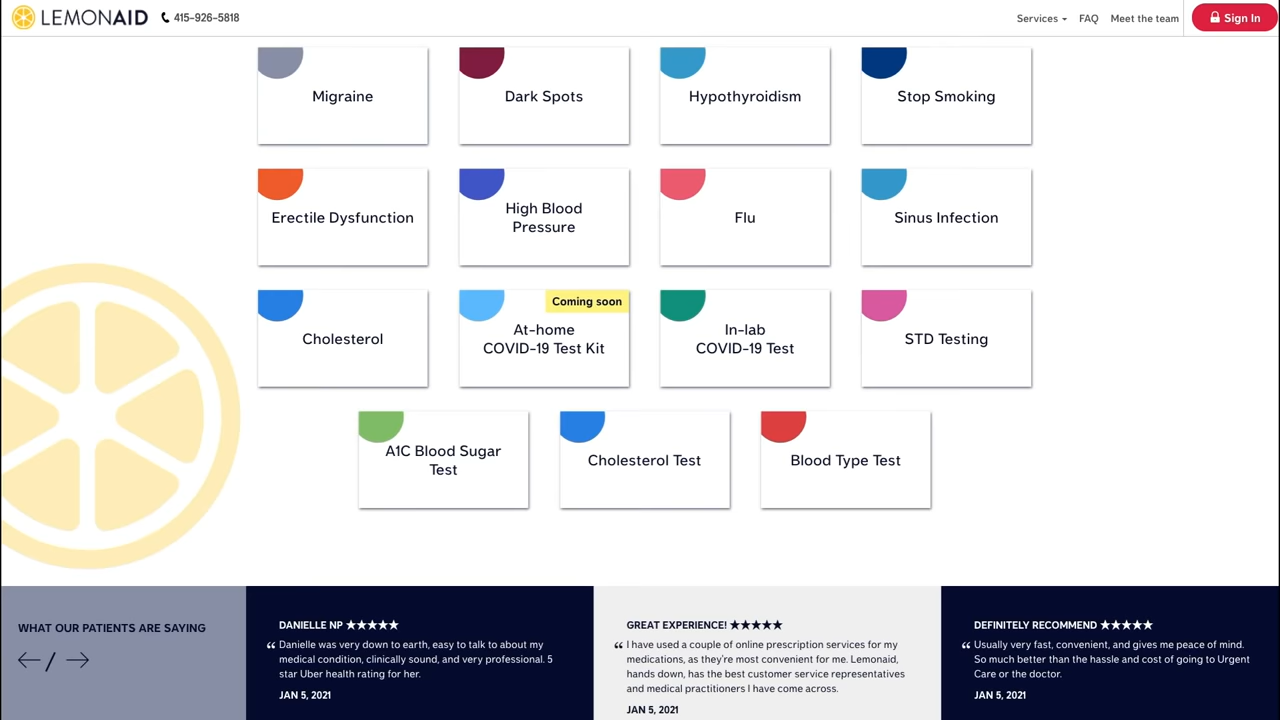 LEMONAID
415-926-5818
Services
FAQ
Meet the team
Sign In
Migraine
Dark Spots
Hypothyroidism
Stop Smoking
Erectile Dysfunction
High Blood
Pressure
Flu
Sinus Infection
Cholesterol
Coming soon
At-home
COVID-19 Test Kit
In-lab
COVID-19 Test
STD Testing
A1C Blood Sugar
Test
Cholesterol Test
Blood Type Test
WHAT OUR PATIENTS ARE SAYING
DANIELLE NP ★★★★★
“ Danielle was very down to earth, easy to talk to about my
medical condition, clinically sound, and very professional. 5
star Uber health rating for her.
JAN 5, 2021
GREAT EXPERIENCE! ★★★★★
“ I have used a couple of online prescription services for my
medications, as they’re most convenient for me. Lemonaid,
hands down, has the best customer service representatives
and medical practitioners I have come across.
JAN 5, 2021
DEFINITELY RECOMMEND ★★★★★
“ Usually very fast, convenient, and gives me peace of mind.
So much better than the hassle and cost of going to Urgent
Care or the doctor.
JAN 5, 2021